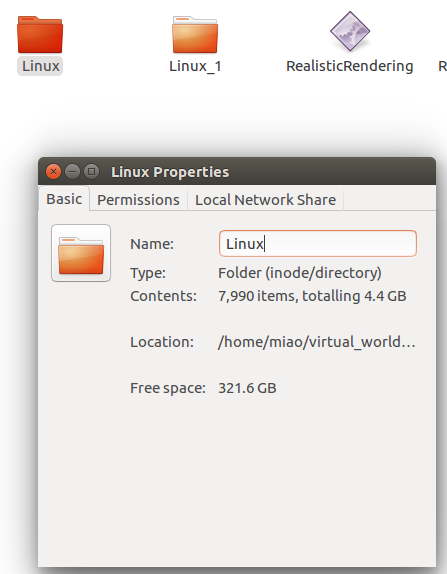 Linux
Linux_1
RealisticRendering
R
Linux Properties
Basic
Permissions
Local Network Share
Name:
Linux
Type:
Folder (inode/directory)
Contents:
7,990 items, totalling 4.4 GB
Location:
/home/miao/virtual_world…
Free space:
321.6 GB